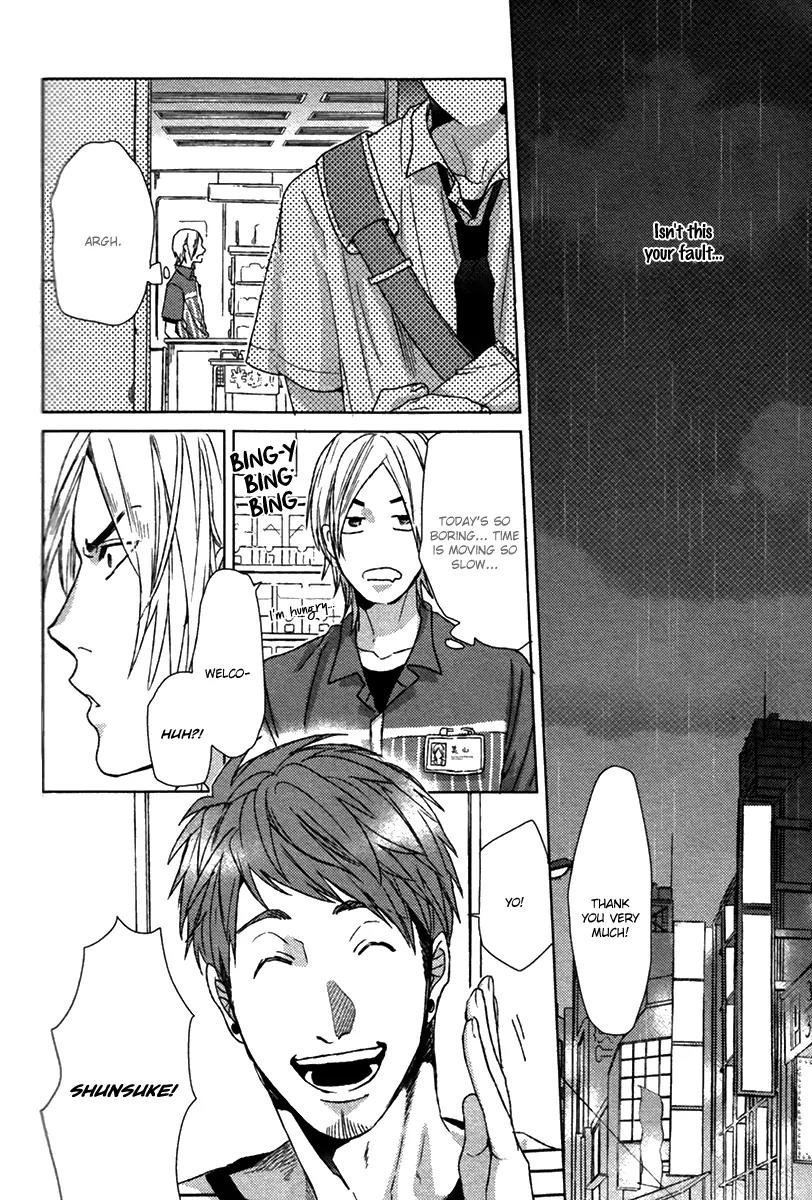 Isn't this
your fault...
THANK
YOU VERY
MUCH!
ARGH.
TODAY'S SO
BORING... TIME
IS MOVING SO
SLOW...
BING-Y
BING-
BING-
I'm hungry...
WELCO-
HUH?!
YO!
SHUNSUKE!